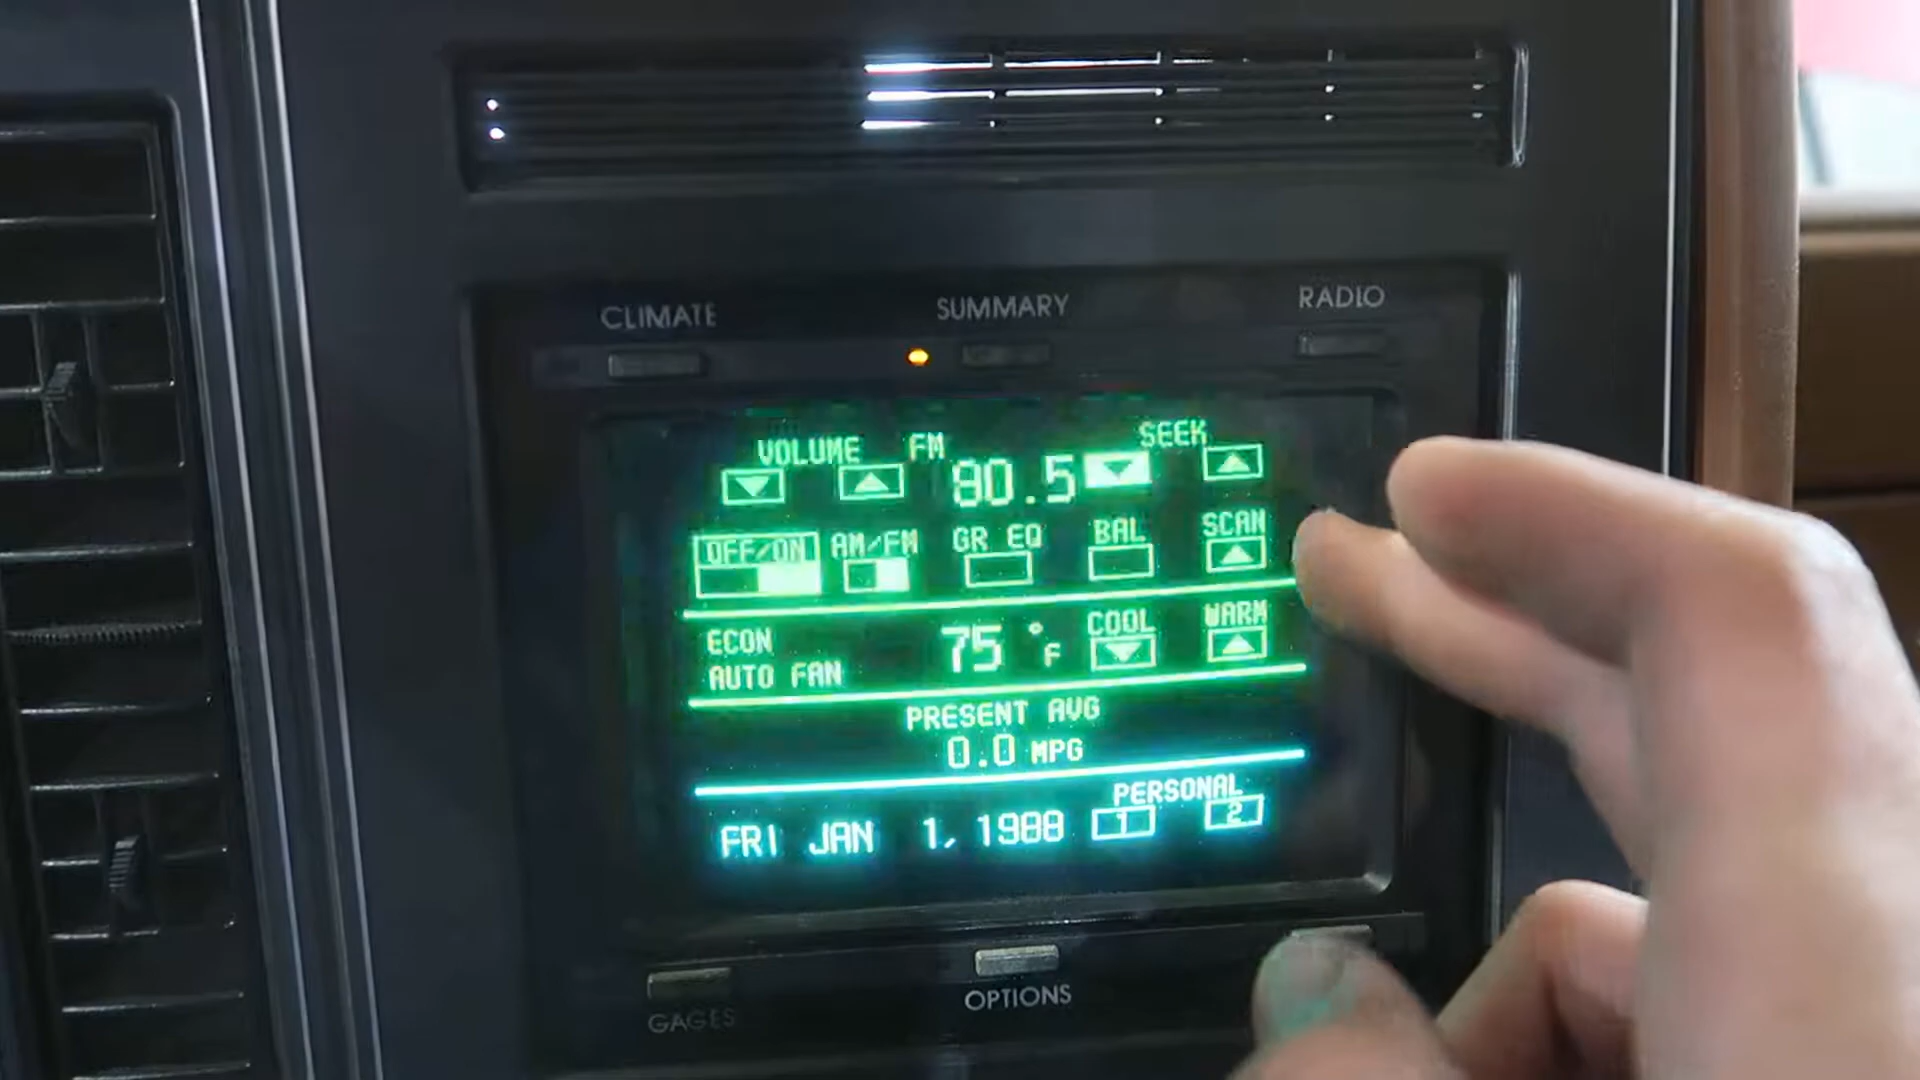 CLIMATE SUMMARY RADIO
VOLUME FM 90.5 SEEK
OFF/ON AM/FM GR EQ BAL SCAN
ECON 75 °F COOL WARM
AUTO FAN
PRESENT AVG
0.0 MPG
PERSONAL
FRI JAN 1, 1988 1 2
GAGES OPTIONS